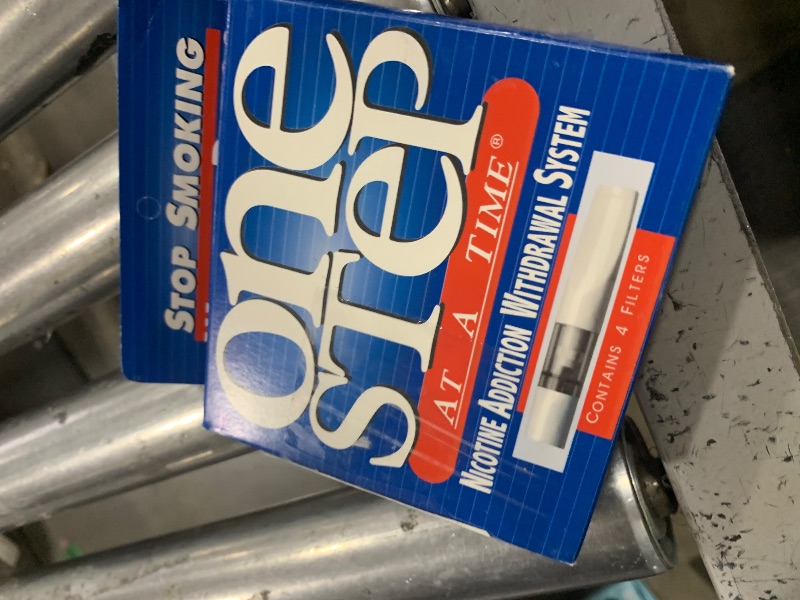 STOP SMOKING
one
STEP
AT A TIME®
NICOTINE ADDICTION WITHDRAWAL SYSTEM
CONTAINS 4 FILTERS